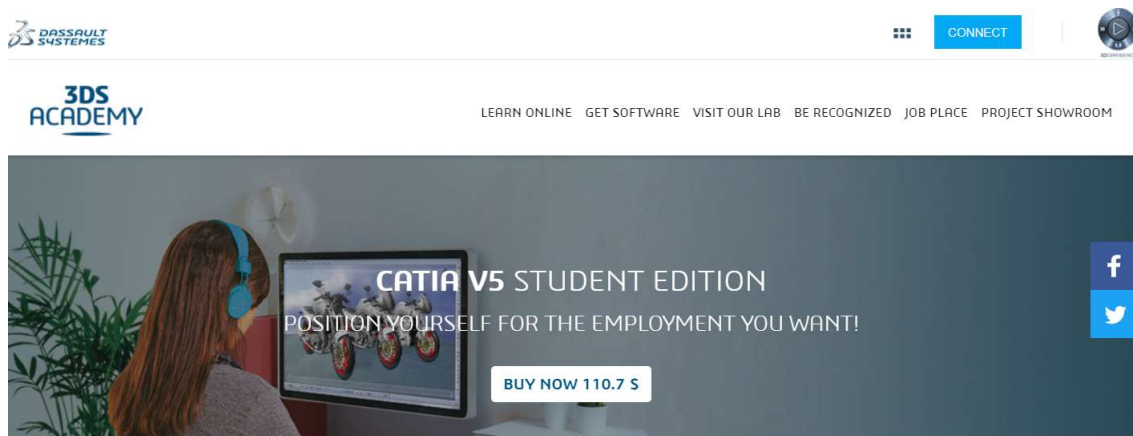 DASSAULT
SYSTEMES
CONNECT
3DS
ACADEMY
LEARN ONLINE GET SOFTWARE VISIT OUR LAB BE RECOGNIZED JOB PLACE PROJECT SHOWROOM
CATIA V5 STUDENT EDITION
POSITION YOURSELF FOR THE EMPLOYMENT YOU WANT!
BUY NOW 110.7 $